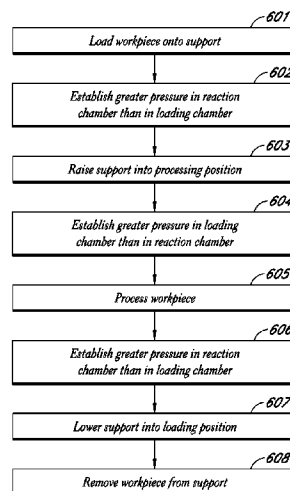 601
Load workpiece onto support
602
Establish greater pressure in reaction
chamber than in loading chamber
603
Raise support into processing position
604
Establish greater pressure in loading
chamber than in reaction chamber
605
Process workpiece
606
Establish greater pressure in reaction
chamber than in loading chamber
607
Lower support into loading position
608
Remove workpiece from support